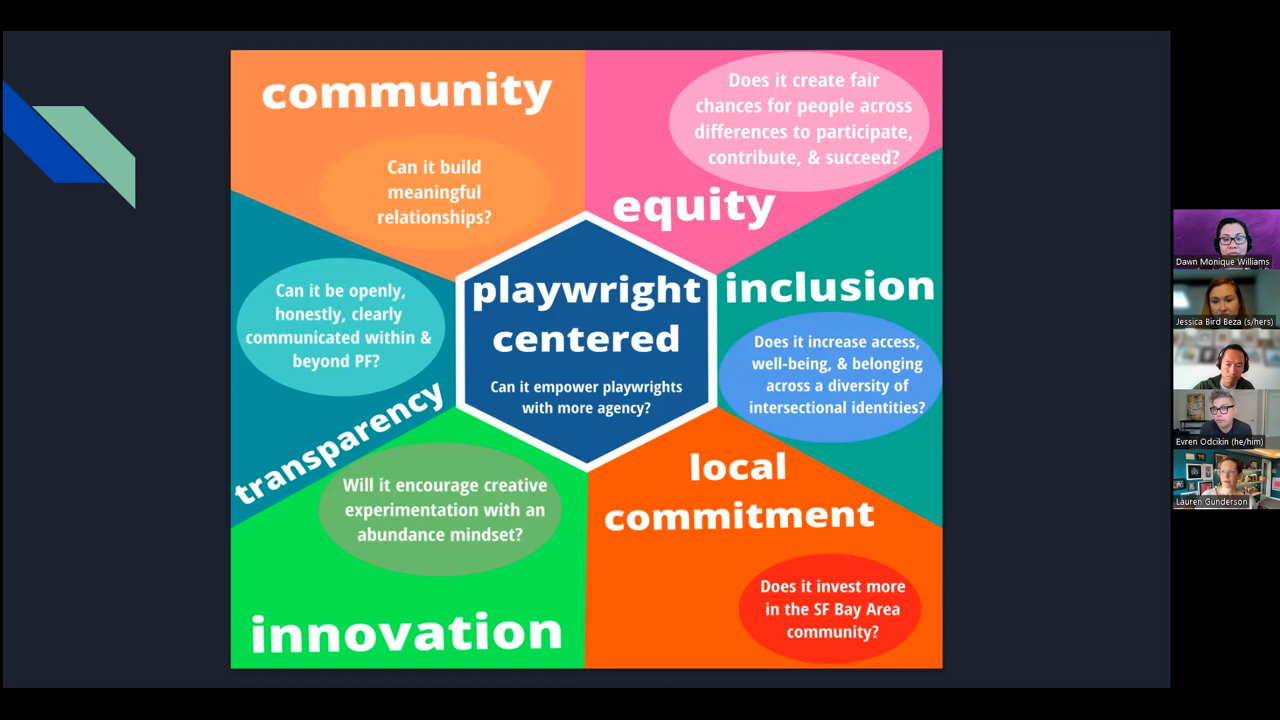 community
Can it build
meaningful
relationships?
Does it create fair
chances for people across
differences to participate,
contribute, & succeed?
equity
Can it be openly,
honestly, clearly
communicated within &
beyond PF?
transparency
playwright
centered
Can it empower playwrights
with more agency?
inclusion
Does it increase access,
well-being, & belonging
across a diversity of
intersectional identities?
Will it encourage creative
experimentation with an
abundance mindset?
innovation
local
commitment
Does it invest more
in the SF Bay Area
community?
Dawn Monique Williams
Jessica Bird Beza (s/hers)
Evren Odcikin (he/him)
Lauren Gunderson